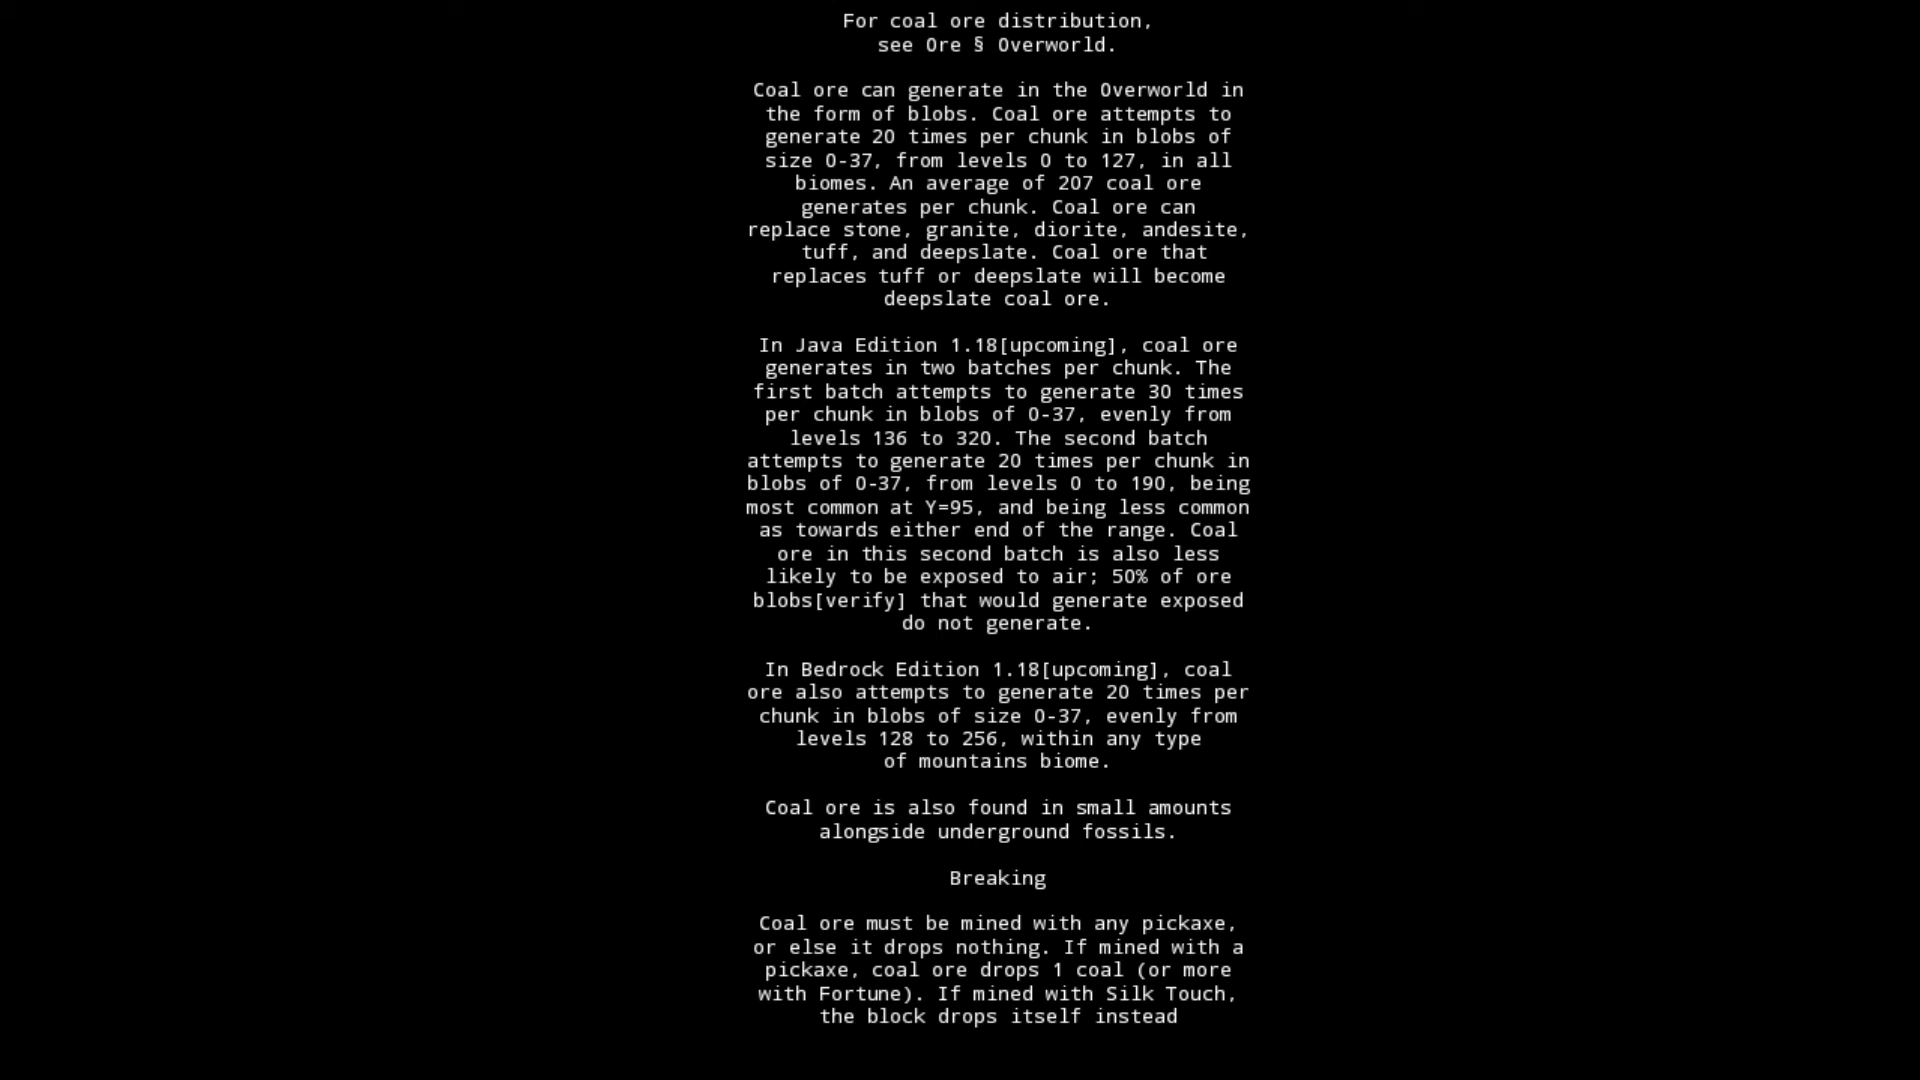 For coal ore distribution,
see Ore § Overworld.
Coal ore can generate in the Overworld in
the form of blobs. Coal ore attempts to
generate 20 times per chunk in blobs of
size 0-37, from levels 0 to 127, in all
biomes. An average of 207 coal ore
generates per chunk. Coal ore can
replace stone, granite, diorite, andesite,
tuff, and deepslate. Coal ore that
replaces tuff or deepslate will become
deepslate coal ore.
In Java Edition 1.18[upcoming], coal ore
generates in two batches per chunk. The
first batch attempts to generate 30 times
per chunk in blobs of 0-37, evenly from
levels 136 to 320. The second batch
attempts to generate 20 times per chunk in
blobs of 0-37, from levels 0 to 190, being
most common at Y=95, and being less common
as towards either end of the range. Coal
ore in this second batch is also less
likely to be exposed to air; 50% of ore
blobs[verify] that would generate exposed
do not generate.
In Bedrock Edition 1.18[upcoming], coal
ore also attempts to generate 20 times per
chunk in blobs of size 0-37, evenly from
levels 128 to 256, within any type
of mountains biome.
Coal ore is also found in small amounts
alongside underground fossils.
Breaking
Coal ore must be mined with any pickaxe,
or else it drops nothing. If mined with a
pickaxe, coal ore drops 1 coal (or more
with Fortune). If mined with Silk Touch,
the block drops itself instead